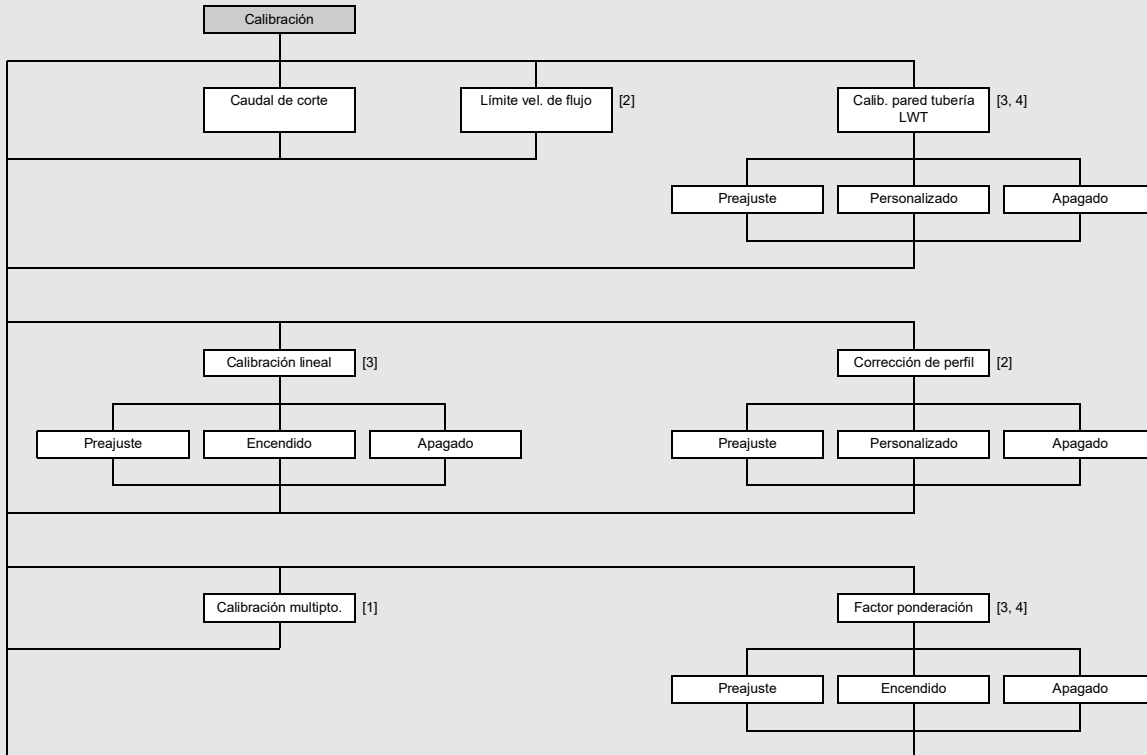 Calibración
Caudal de corte
Límite vel. de flujo
[2]
Calib. pared tubería
LWT
[3, 4]
Preajuste
Personalizado
Apagado
Calibración lineal
[3]
Corrección de perfil
[2]
Preajuste
Encendido
Apagado
Preajuste
Personalizado
Apagado
Calibración multipto.
[1]
Factor ponderación
[3, 4]
Preajuste
Encendido
Apagado